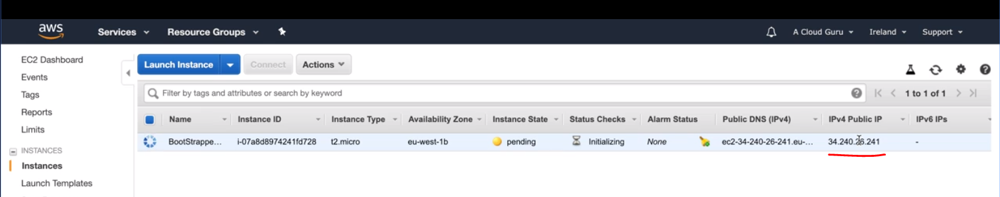 aws Services Resource Groups A Cloud Guru Ireland Support
EC2 Dashboard
Events
Tags
Reports
Limits
INSTANCES
Instances
Launch Templates
Launch Instance Connect Actions
Filter by tags and attributes or search by keyword 1 to 1 of 1
Name Instance ID Instance Type Availability Zone Instance State Status Checks Alarm Status Public DNS (IPv4) IPv4 Public IP IPv6 IPs
BootStrappe... i-07a8d8974241fd728 t2.micro eu-west-1b pending Initializing None ec2-34-240-26-241.eu-... 34.240.26.241 -